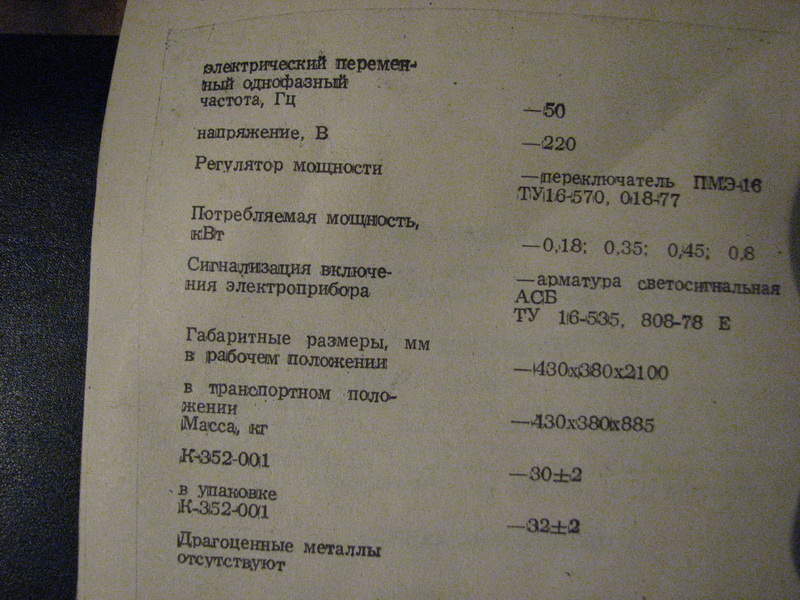 электрический перемен-
ный однофазный
частота, Гц —50
напряжение, В —220
Регулятор мощности —переключатель ПМЭ-16
ТУ16-570, 018-77
Потребляемая мощность,
кВт —0,18; 0,35; 0,45; 0,8
Сигнализация включе-
ния электроприбора —арматура светосигнальная
АСБ
ТУ 16-535, 808-78 Е
Габаритные размеры, мм
в рабочем положении —430х380х2100
в транспортном поло-
жении —430х380х885
Масса, кг
К-352-001 —30±2
в упаковке
К-352-001 —32±2
Драгоценные металлы
отсутствуют